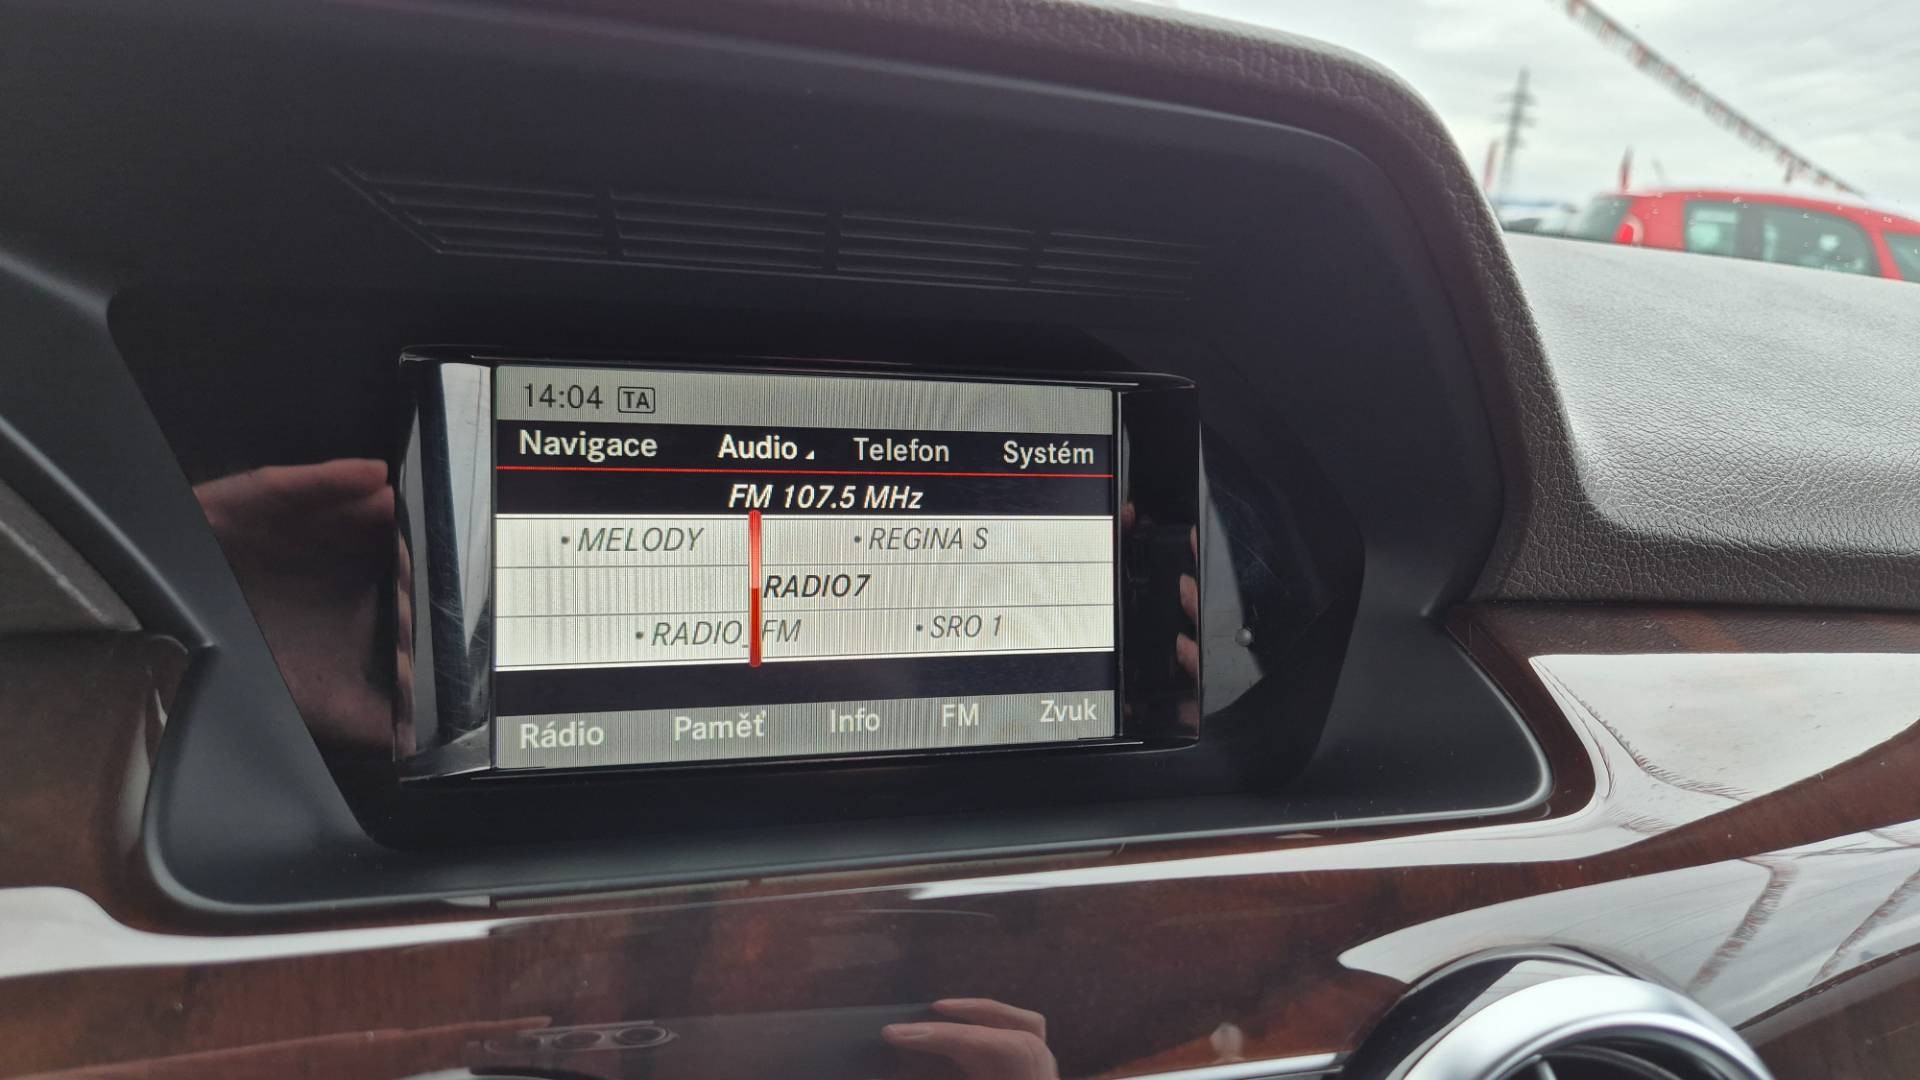 14:04 TA
Navigace Audio Telefon Systém
FM 107.5 MHz
• MELODY • REGINA S
RADIO7
• RADIO_FM • SRO 1
Rádio Paměť Info FM Zvuk